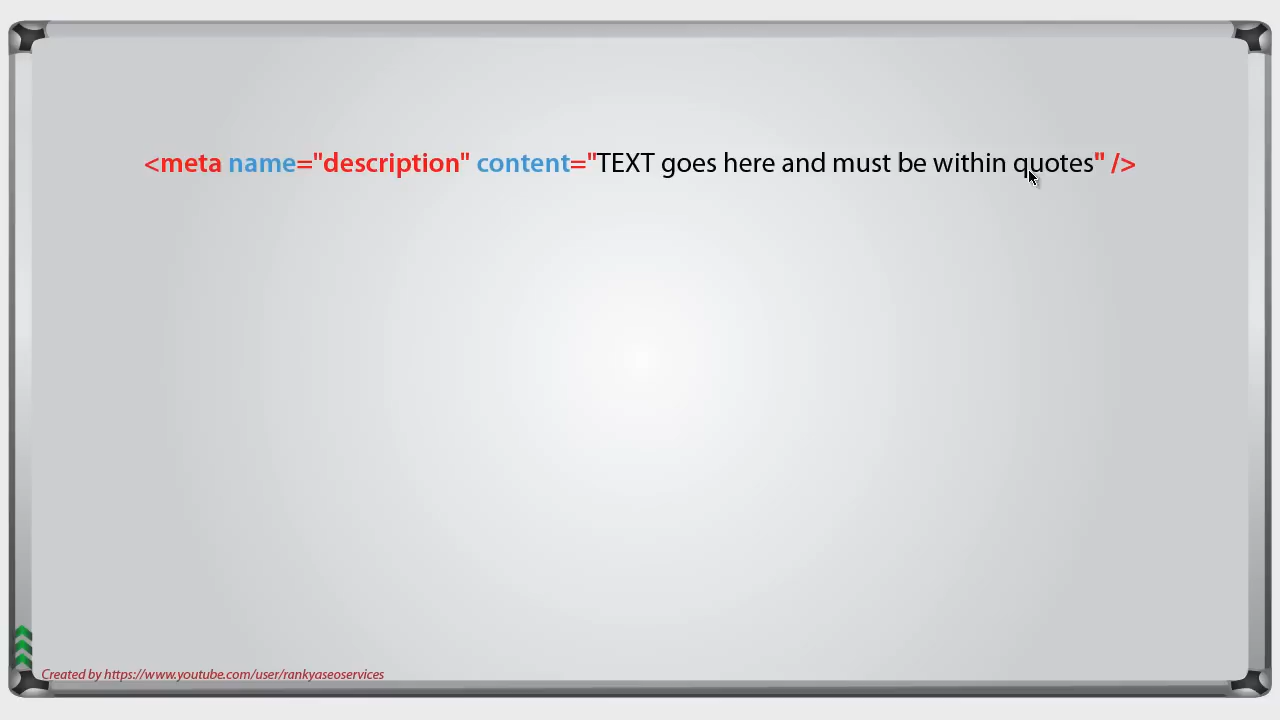 <meta name="description" content="TEXT goes here and must be within quotes" />
Created by https://www.youtube.com/user/rankyaseoservices